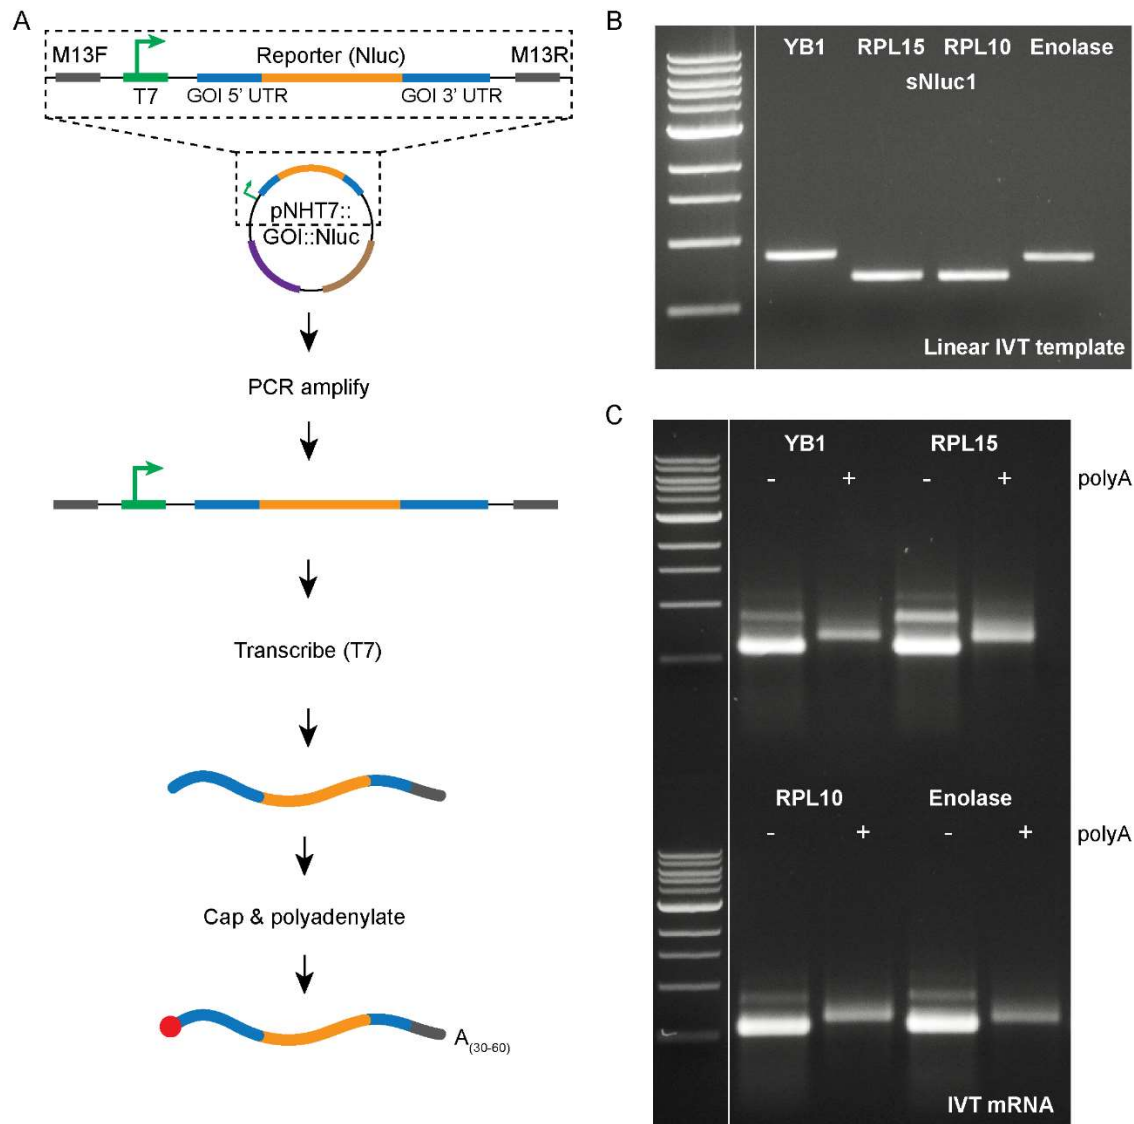 A
M13F
Reporter (Nluc)
M13R
T7
GOI 5' UTR
GOI 3' UTR
pNHT7::
GOI::Nluc
PCR amplify
Transcribe (T7)
Cap & polyadenylate
A(30-60)
B
YB1 RPL15 RPL10 Enolase
sNluc1
Linear IVT template
C
YB1 RPL15
- + - + polyA
RPL10 Enolase
- + - + polyA
IVT mRNA